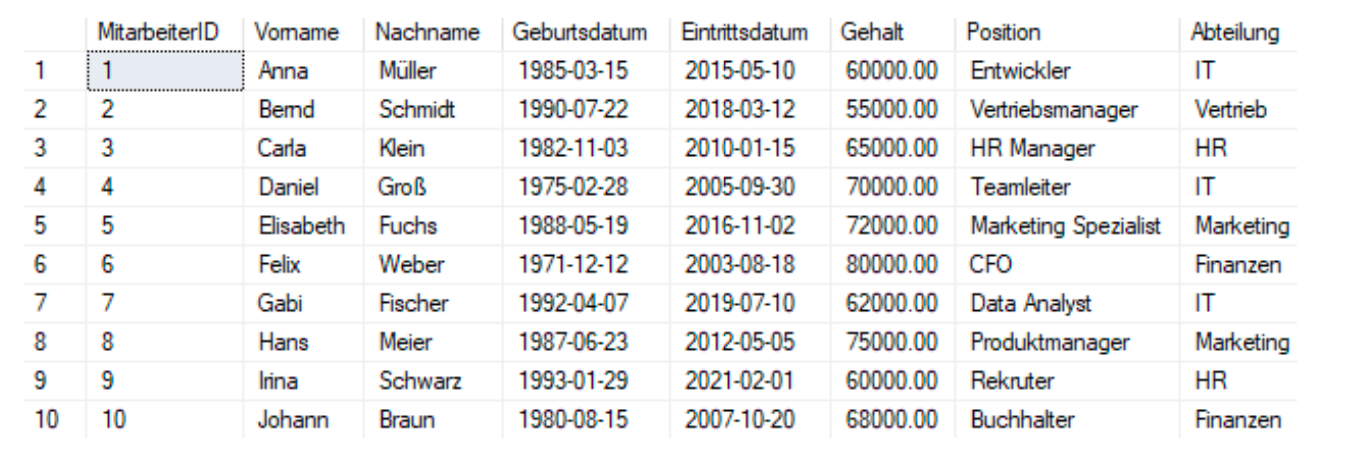 MitarbeiterID Vorname Nachname Geburtsdatum Eintrittsdatum Gehalt Position Abteilung
1 1 Anna Müller 1985-03-15 2015-05-10 60000.00 Entwickler IT
2 2 Bernd Schmidt 1990-07-22 2018-03-12 55000.00 Vertriebsmanager Vertrieb
3 3 Carla Klein 1982-11-03 2010-01-15 65000.00 HR Manager HR
4 4 Daniel Groß 1975-02-28 2005-09-30 70000.00 Teamleiter IT
5 5 Elisabeth Fuchs 1988-05-19 2016-11-02 72000.00 Marketing Spezialist Marketing
6 6 Felix Weber 1971-12-12 2003-08-18 80000.00 CFO Finanzen
7 7 Gabi Fischer 1992-04-07 2019-07-10 62000.00 Data Analyst IT
8 8 Hans Meier 1987-06-23 2012-05-05 75000.00 Produktmanager Marketing
9 9 Irina Schwarz 1993-01-29 2021-02-01 60000.00 Rekruter HR
10 10 Johann Braun 1980-08-15 2007-10-20 68000.00 Buchhalter Finanzen